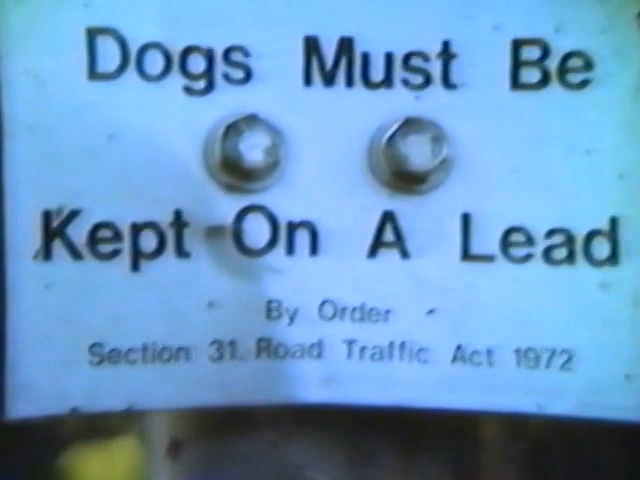 Dogs Must Be
Kept On A Lead
By Order
Section 31. Road Traffic Act 1972